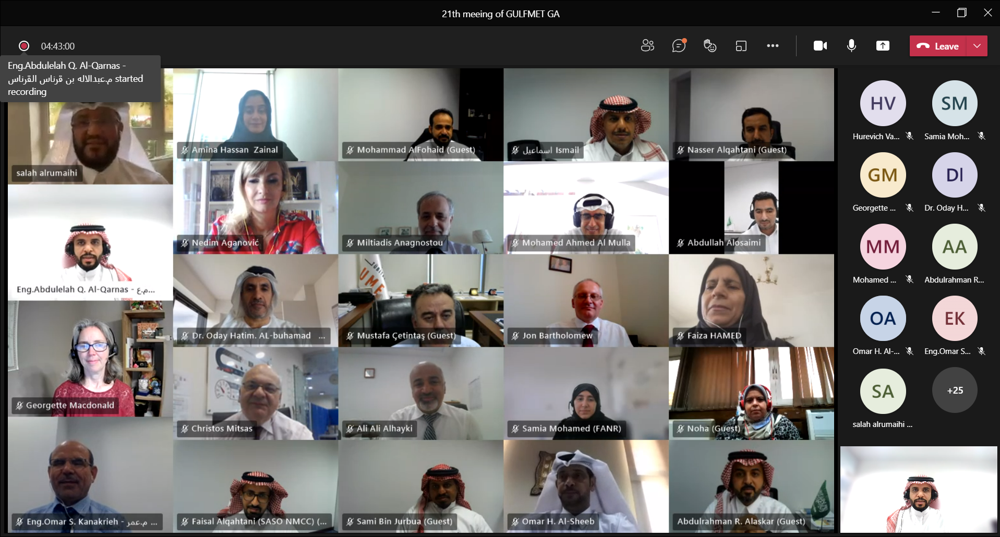 21th meeing of GULFMET GA
04:43:00
Leave
Eng.Abdulelah Q. Al-Qarnas -
م.عبدالاله بن قرناس القرناس started
recording
salah alrumaihi
Amina Hassan Zainal
Mohammad AlFohaid (Guest)
اسماعيل Ismail
Nasser Alqahtani (Guest)
Eng.Abdulelah Q. Al-Qarnas - م.ع...
Nedim Aganović
Miltiadis Anagnostou
Mohamed Ahmed Al Mulla
Abdullah Alosaimi
Georgette Macdonald
Dr. Oday Hatim. AL-buhamad ...
TÜBİTA
UME
Mustafa Çetintaş (Guest)
Jon Bartholomew
Faiza HAMED
Christos Mitsas
Ali Ali Alhayki
Samia Mohamed (FANR)
Noha (Guest)
Eng.Omar S. Kanakrieh - م.عمر ...
Faisal Alqahtani (SASO NMCC) (...
Sami Bin Jurbua (Guest)
Omar H. Al-Sheeb
Abdulrahman R. Alaskar (Guest)
HV
Hurevich Va...
SM
Samia Moh...
GM
Georgette ...
DI
Dr. Oday H...
MM
Mohamed ...
AA
Abdulrahman R...
OA
Omar H. Al-...
EK
Eng.Omar S...
SA
salah alrumaihi ...
+25